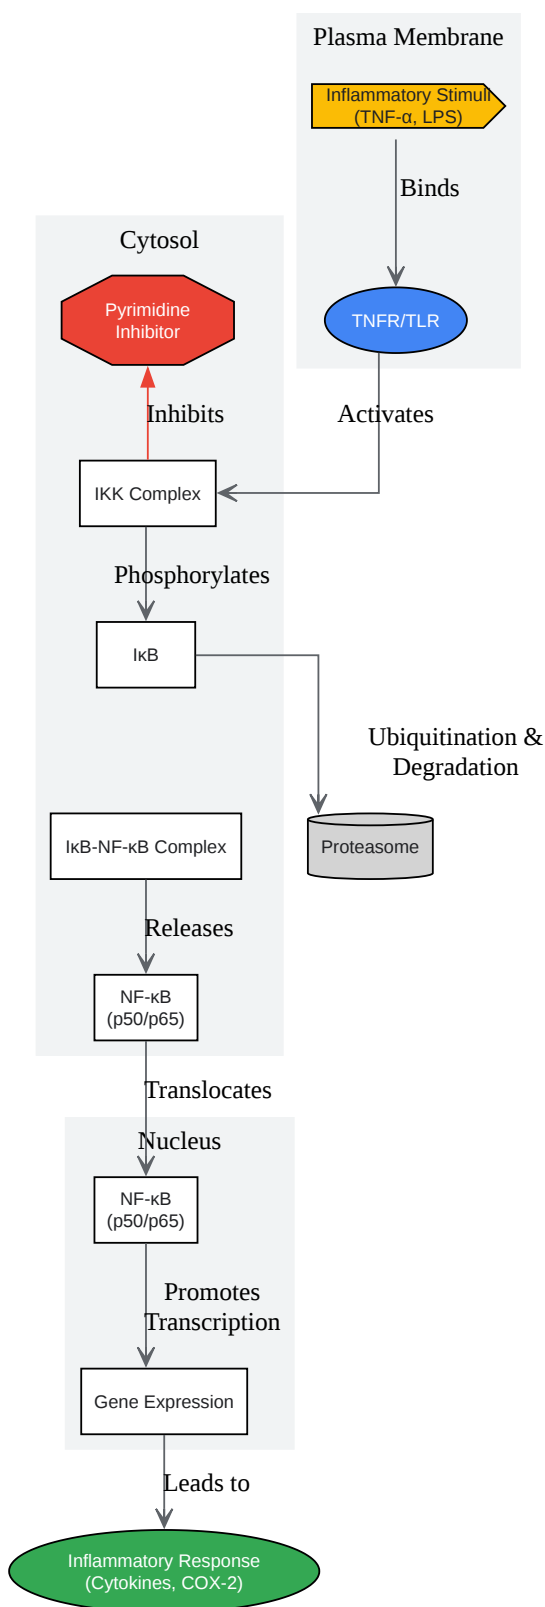 Plasma Membrane
Inflammatory Stimuli
(TNF-α, LPS)
Binds
Cytosol
Pyrimidine
Inhibitor
TNFR/TLR
Inhibits
Activates
IKK Complex
Phosphorylates
IκB
Ubiquitination &
Degradation
IκB-NF-κB Complex
Proteasome
Releases
NF-κB
(p50/p65)
Translocates
Nucleus
NF-κB
(p50/p65)
Promotes
Transcription
Gene Expression
Leads to
Inflammatory Response
(Cytokines, COX-2)